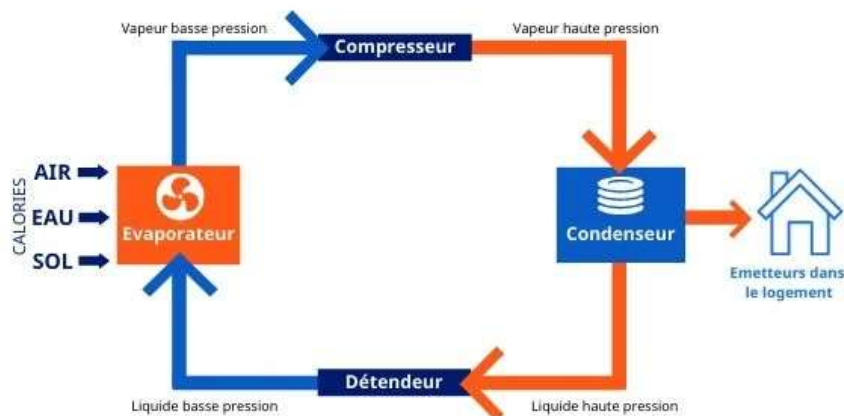 Vapeur basse pression
Compresseur
Vapeur haute pression
CALORIES
AIR
EAU
SOL
Evaporateur
Condenseur
Emetteurs dans
le logement
Détendeur
Liquide basse pression
Liquide haute pression